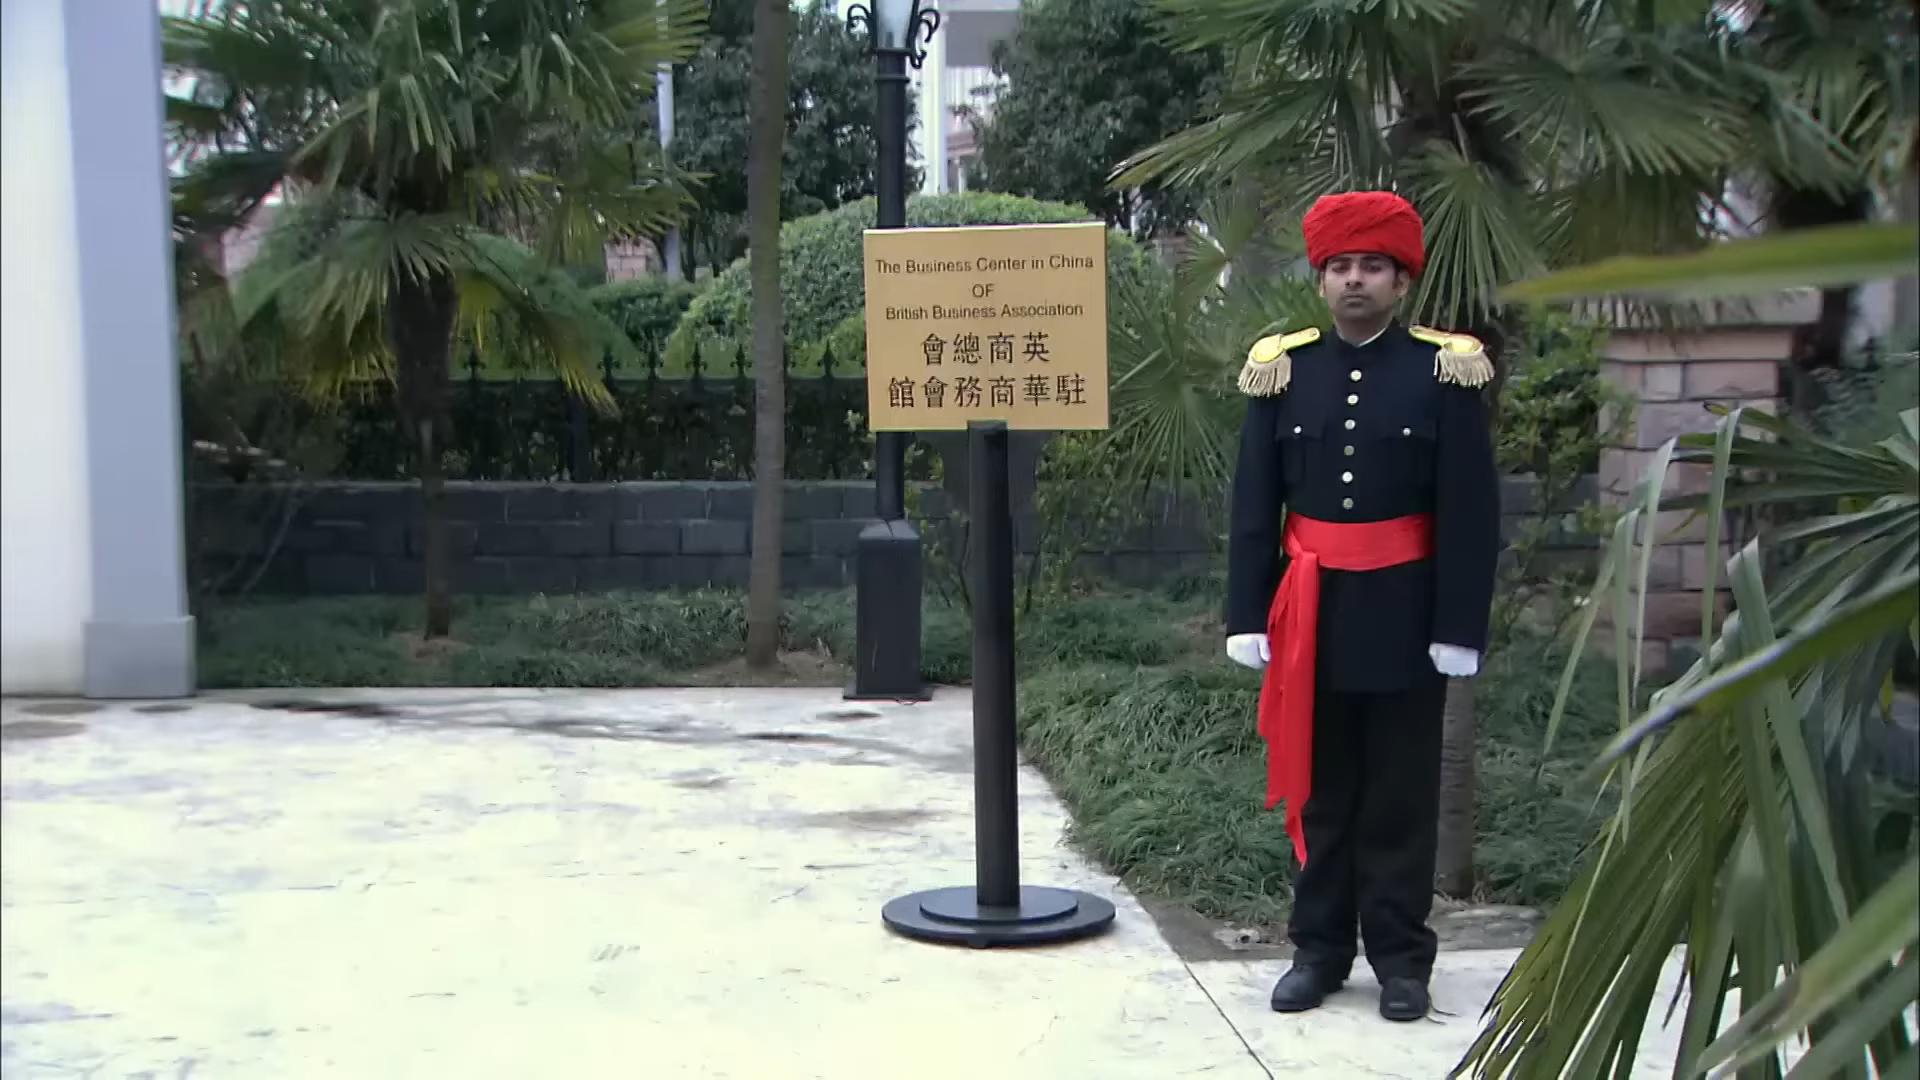 The Business Center in China
OF
British Business Association
英商總會
駐華商務會館